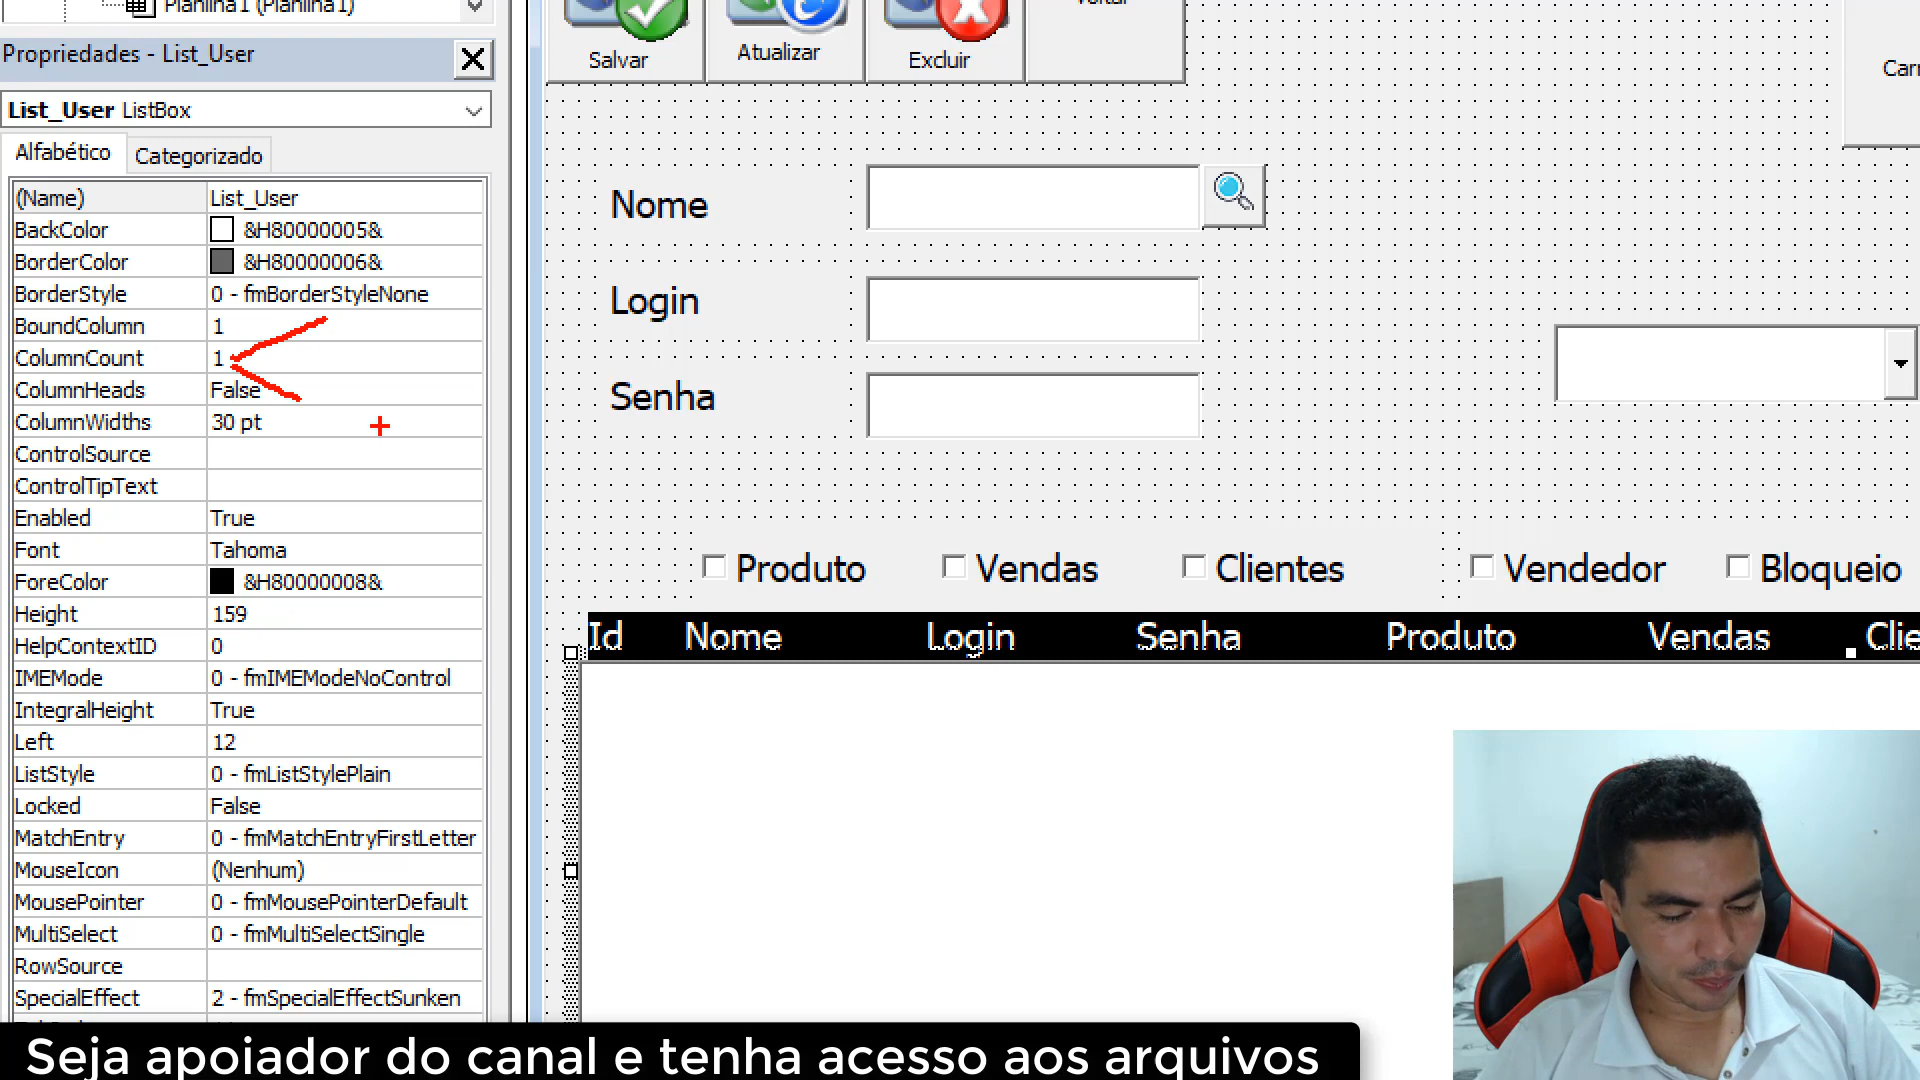 Planilha1 (Planilha1)
Propriedades - List_User
List_User ListBox
Alfabético
Categorizado
(Name) List_User
BackColor &H80000005&
BorderColor &H80000006&
BorderStyle 0 - fmBorderStyleNone
BoundColumn 1
ColumnCount 1
ColumnHeads False
ColumnWidths 30 pt
ControlSource
ControlTipText
Enabled True
Font Tahoma
ForeColor &H80000008&
Height 159
HelpContextID 0
IMEMode 0 - fmIMEModeNoControl
IntegralHeight True
Left 12
ListStyle 0 - fmListStylePlain
Locked False
MatchEntry 0 - fmMatchEntryFirstLetter
MouseIcon (Nenhum)
MousePointer 0 - fmMousePointerDefault
MultiSelect 0 - fmMultiSelectSingle
RowSource
SpecialEffect 2 - fmSpecialEffectSunken
Salvar
Atualizar
Excluir
Voltar
Carr
Nome
Login
Senha
Produto Vendas Clientes Vendedor Bloqueio
Id Nome Login Senha Produto Vendas Clie
Seja apoiador do canal e tenha acesso aos arquivos